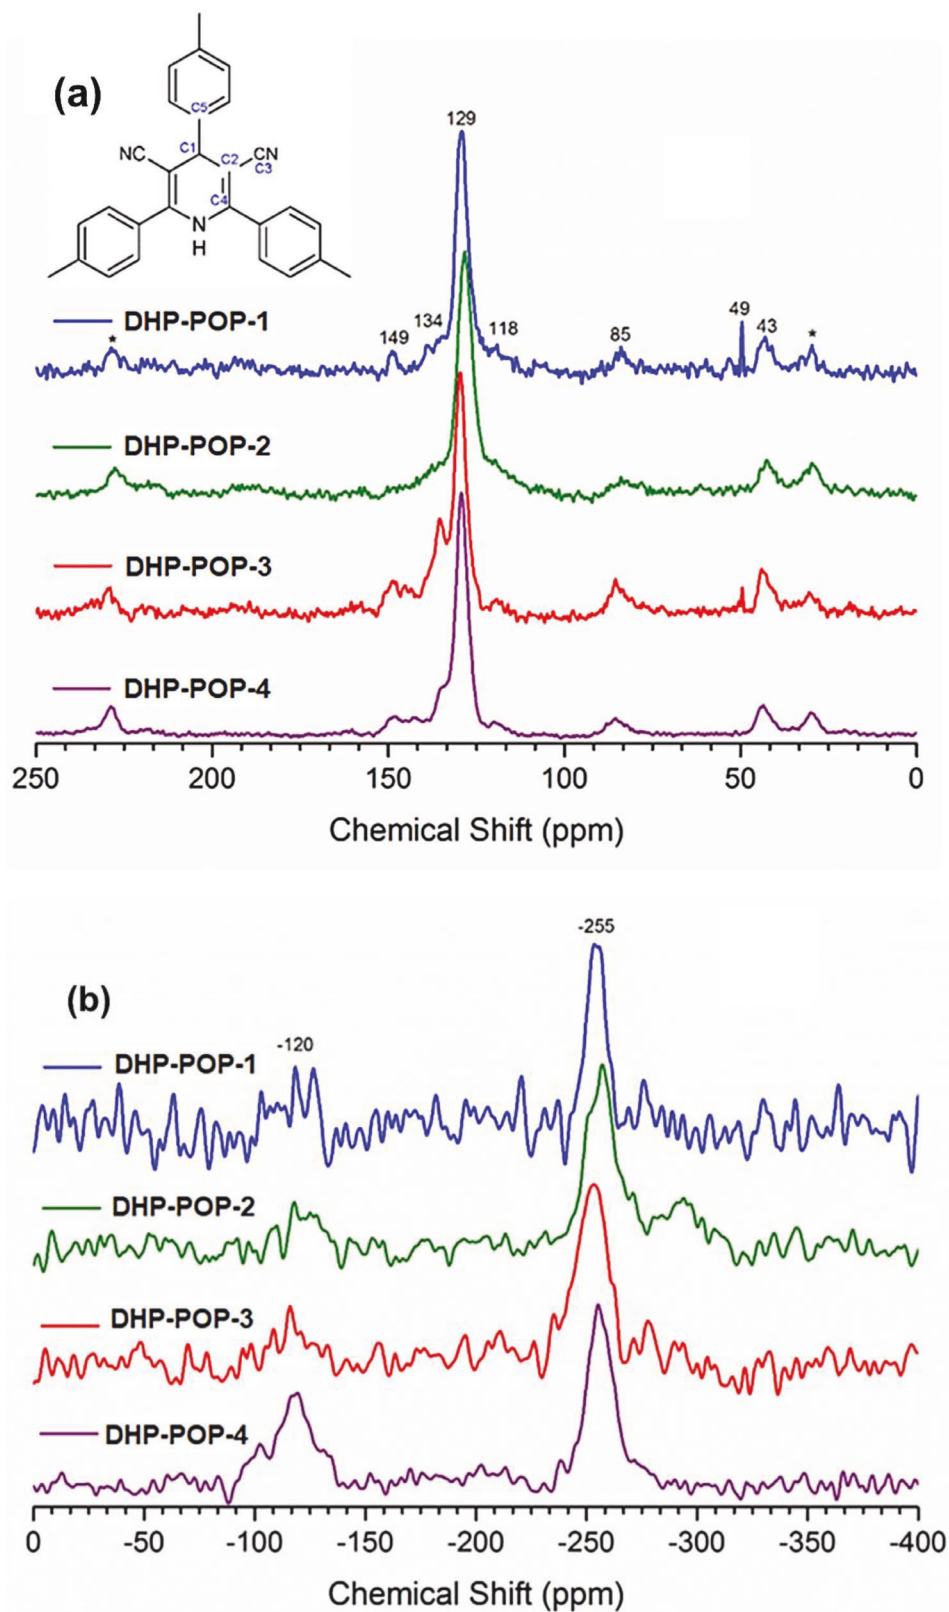 (a)
C5
NC
C1
C2
CN
C3
C4
N
H
129
DHP-POP-1
*
149
134
118
85
49
43
*
DHP-POP-2
DHP-POP-3
DHP-POP-4
250 200 150 100 50 0
Chemical Shift (ppm)
-255
(b)
-120
DHP-POP-1
DHP-POP-2
DHP-POP-3
DHP-POP-4
0 -50 -100 -150 -200 -250 -300 -350 -400
Chemical Shift (ppm)